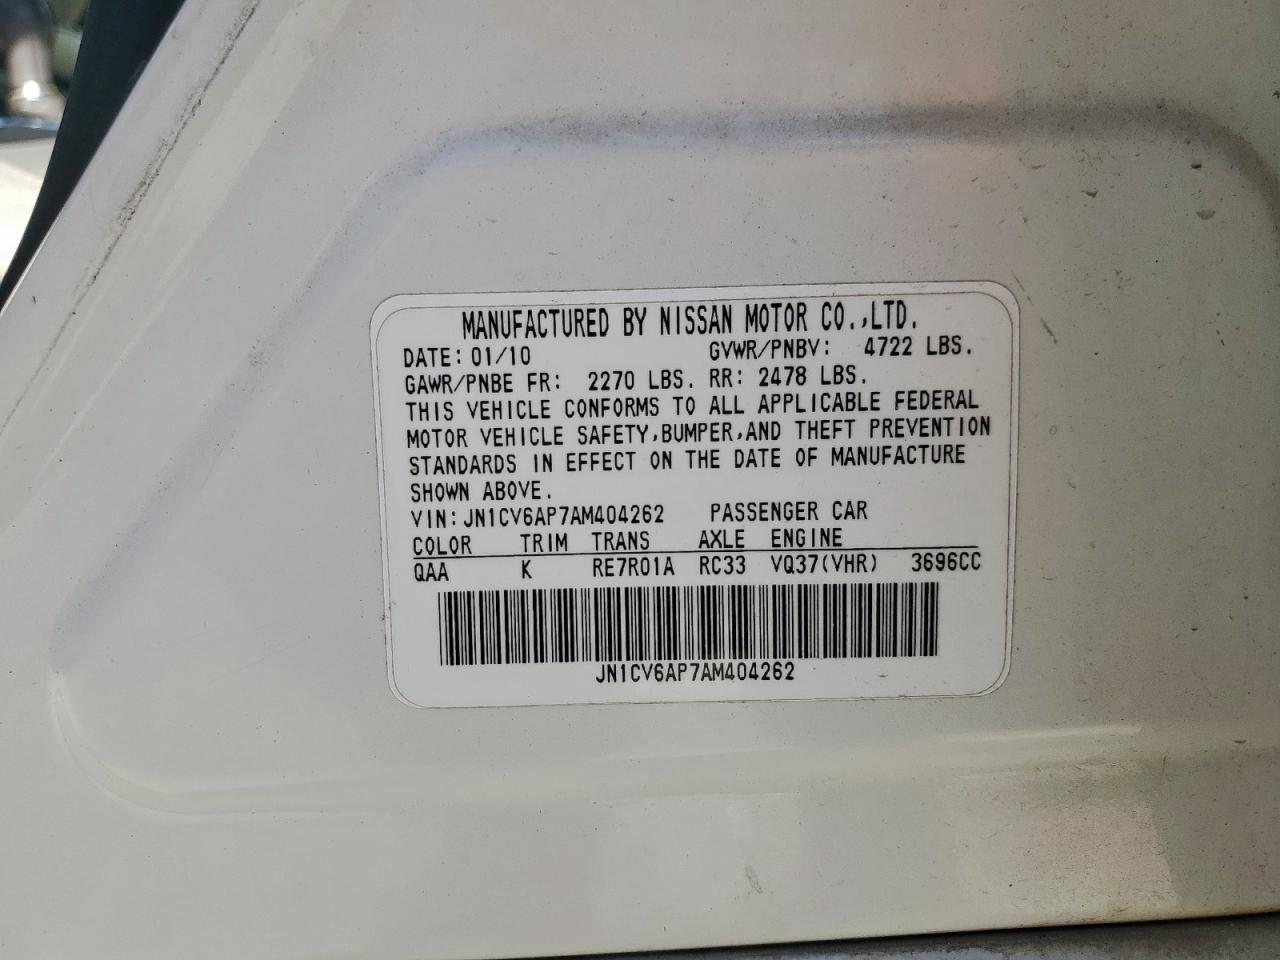 MANUFACTURED BY NISSAN MOTOR CO.,LTD.
DATE: 01/10 GVWR/PNBV: 4722 LBS.
GAWR/PNBE FR: 2270 LBS. RR: 2478 LBS.
THIS VEHICLE CONFORMS TO ALL APPLICABLE FEDERAL
MOTOR VEHICLE SAFETY,BUMPER,AND THEFT PREVENTION
STANDARDS IN EFFECT ON THE DATE OF MANUFACTURE
SHOWN ABOVE.
VIN: JN1CV6AP7AM404262 PASSENGER CAR
COLOR TRIM TRANS AXLE ENGINE
QAA K RE7R01A RC33 VQ37(VHR) 3696CC
JN1CV6AP7AM404262